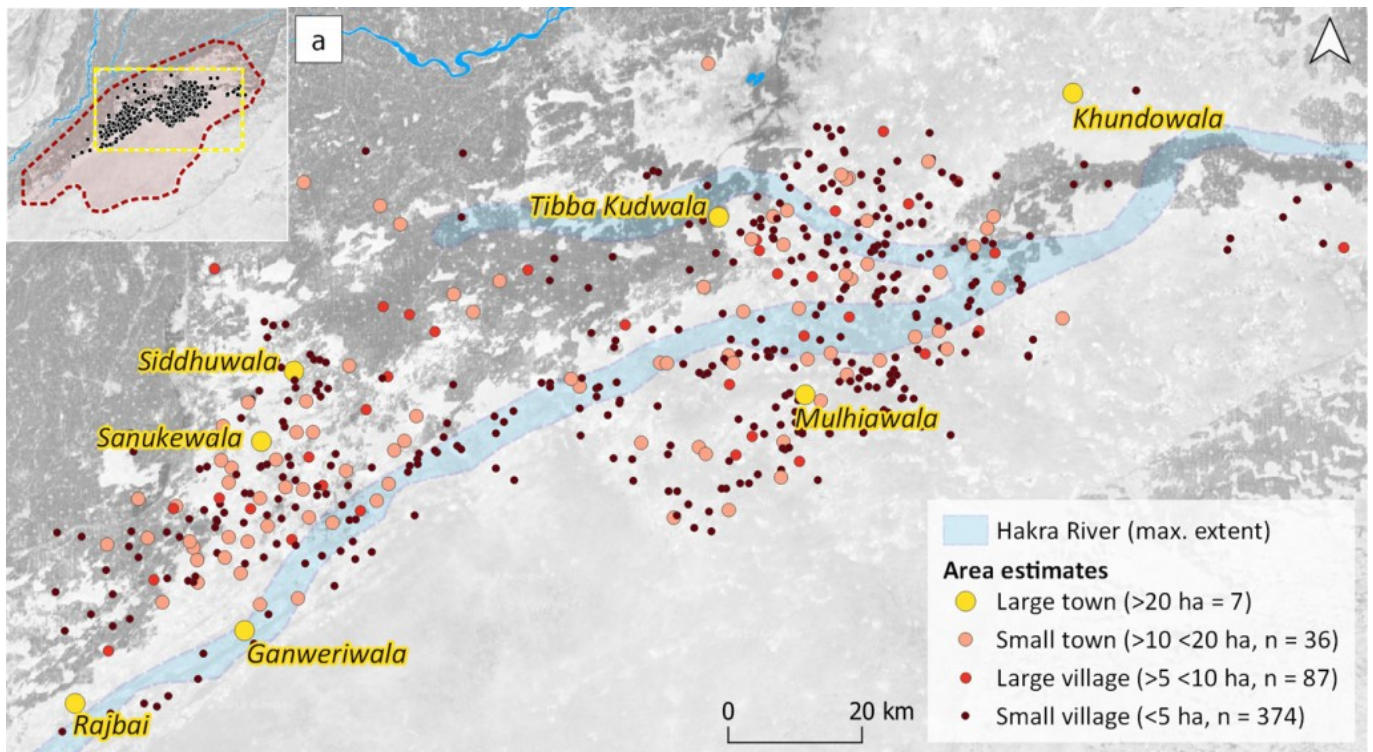 a
Khundowala
Tibba Kudwala
Siddhuwala
Sanukewala
Mulhiawala
Ganweriwala
Rajbai
0 20 km
Hakra River (max. extent)
Area estimates
Large town (>20 ha = 7)
Small town (>10 <20 ha, n = 36)
Large village (>5 <10 ha, n = 87)
Small village (<5 ha, n = 374)